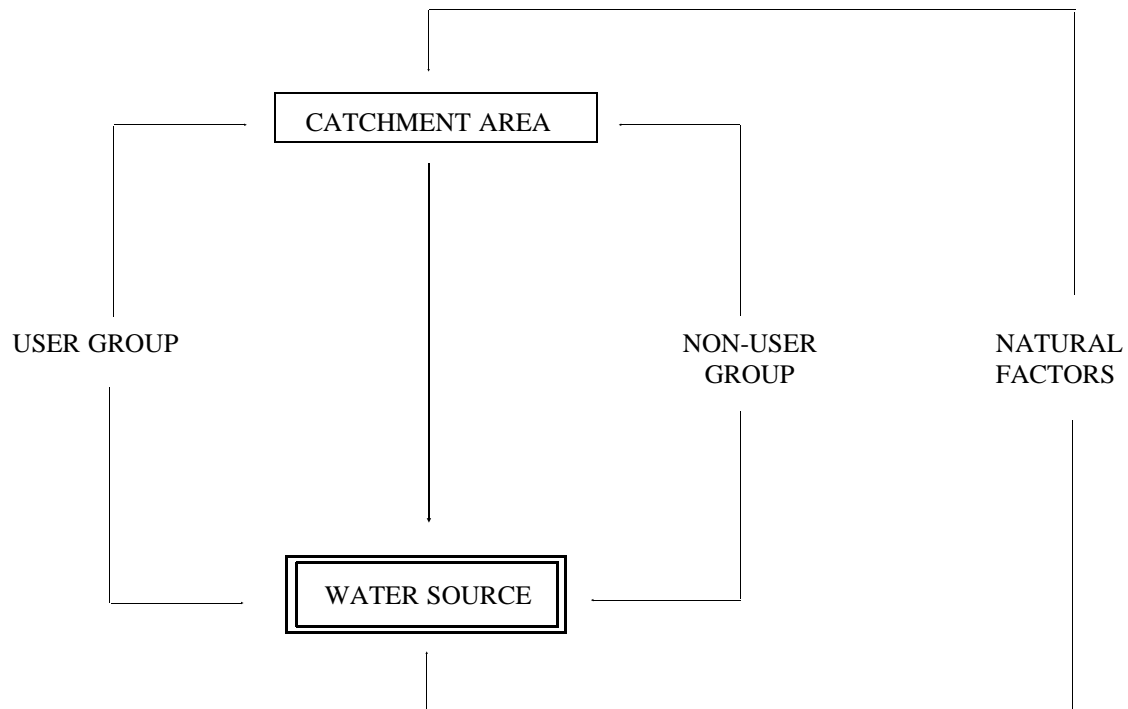 CATCHMENT AREA
USER GROUP
NON-USER
GROUP
NATURAL
FACTORS
WATER SOURCE